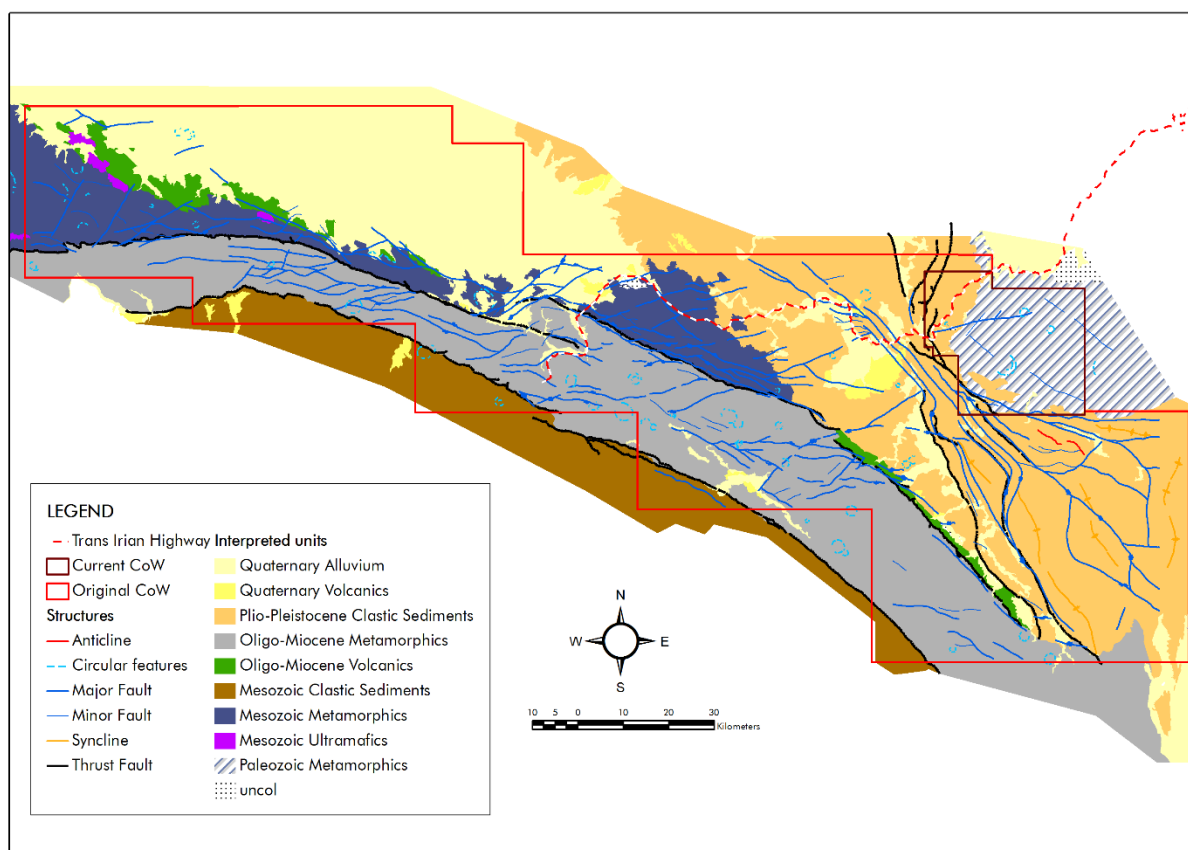 LEGEND
Trans Irian Highway
Current CoW
Original CoW
Structures
Anticline
Circular features
Major Fault
Minor Fault
Syncline
Thrust Fault
Interpreted units
Quaternary Alluvium
Quaternary Volcanics
Plio-Pleistocene Clastic Sediments
Oligo-Miocene Metamorphics
Oligo-Miocene Volcanics
Mesozoic Clastic Sediments
Mesozoic Metamorphics
Mesozoic Ultramafics
Paleozoic Metamorphics
uncol
N
W E
S
10 5 0 10 20 30
Kilometers